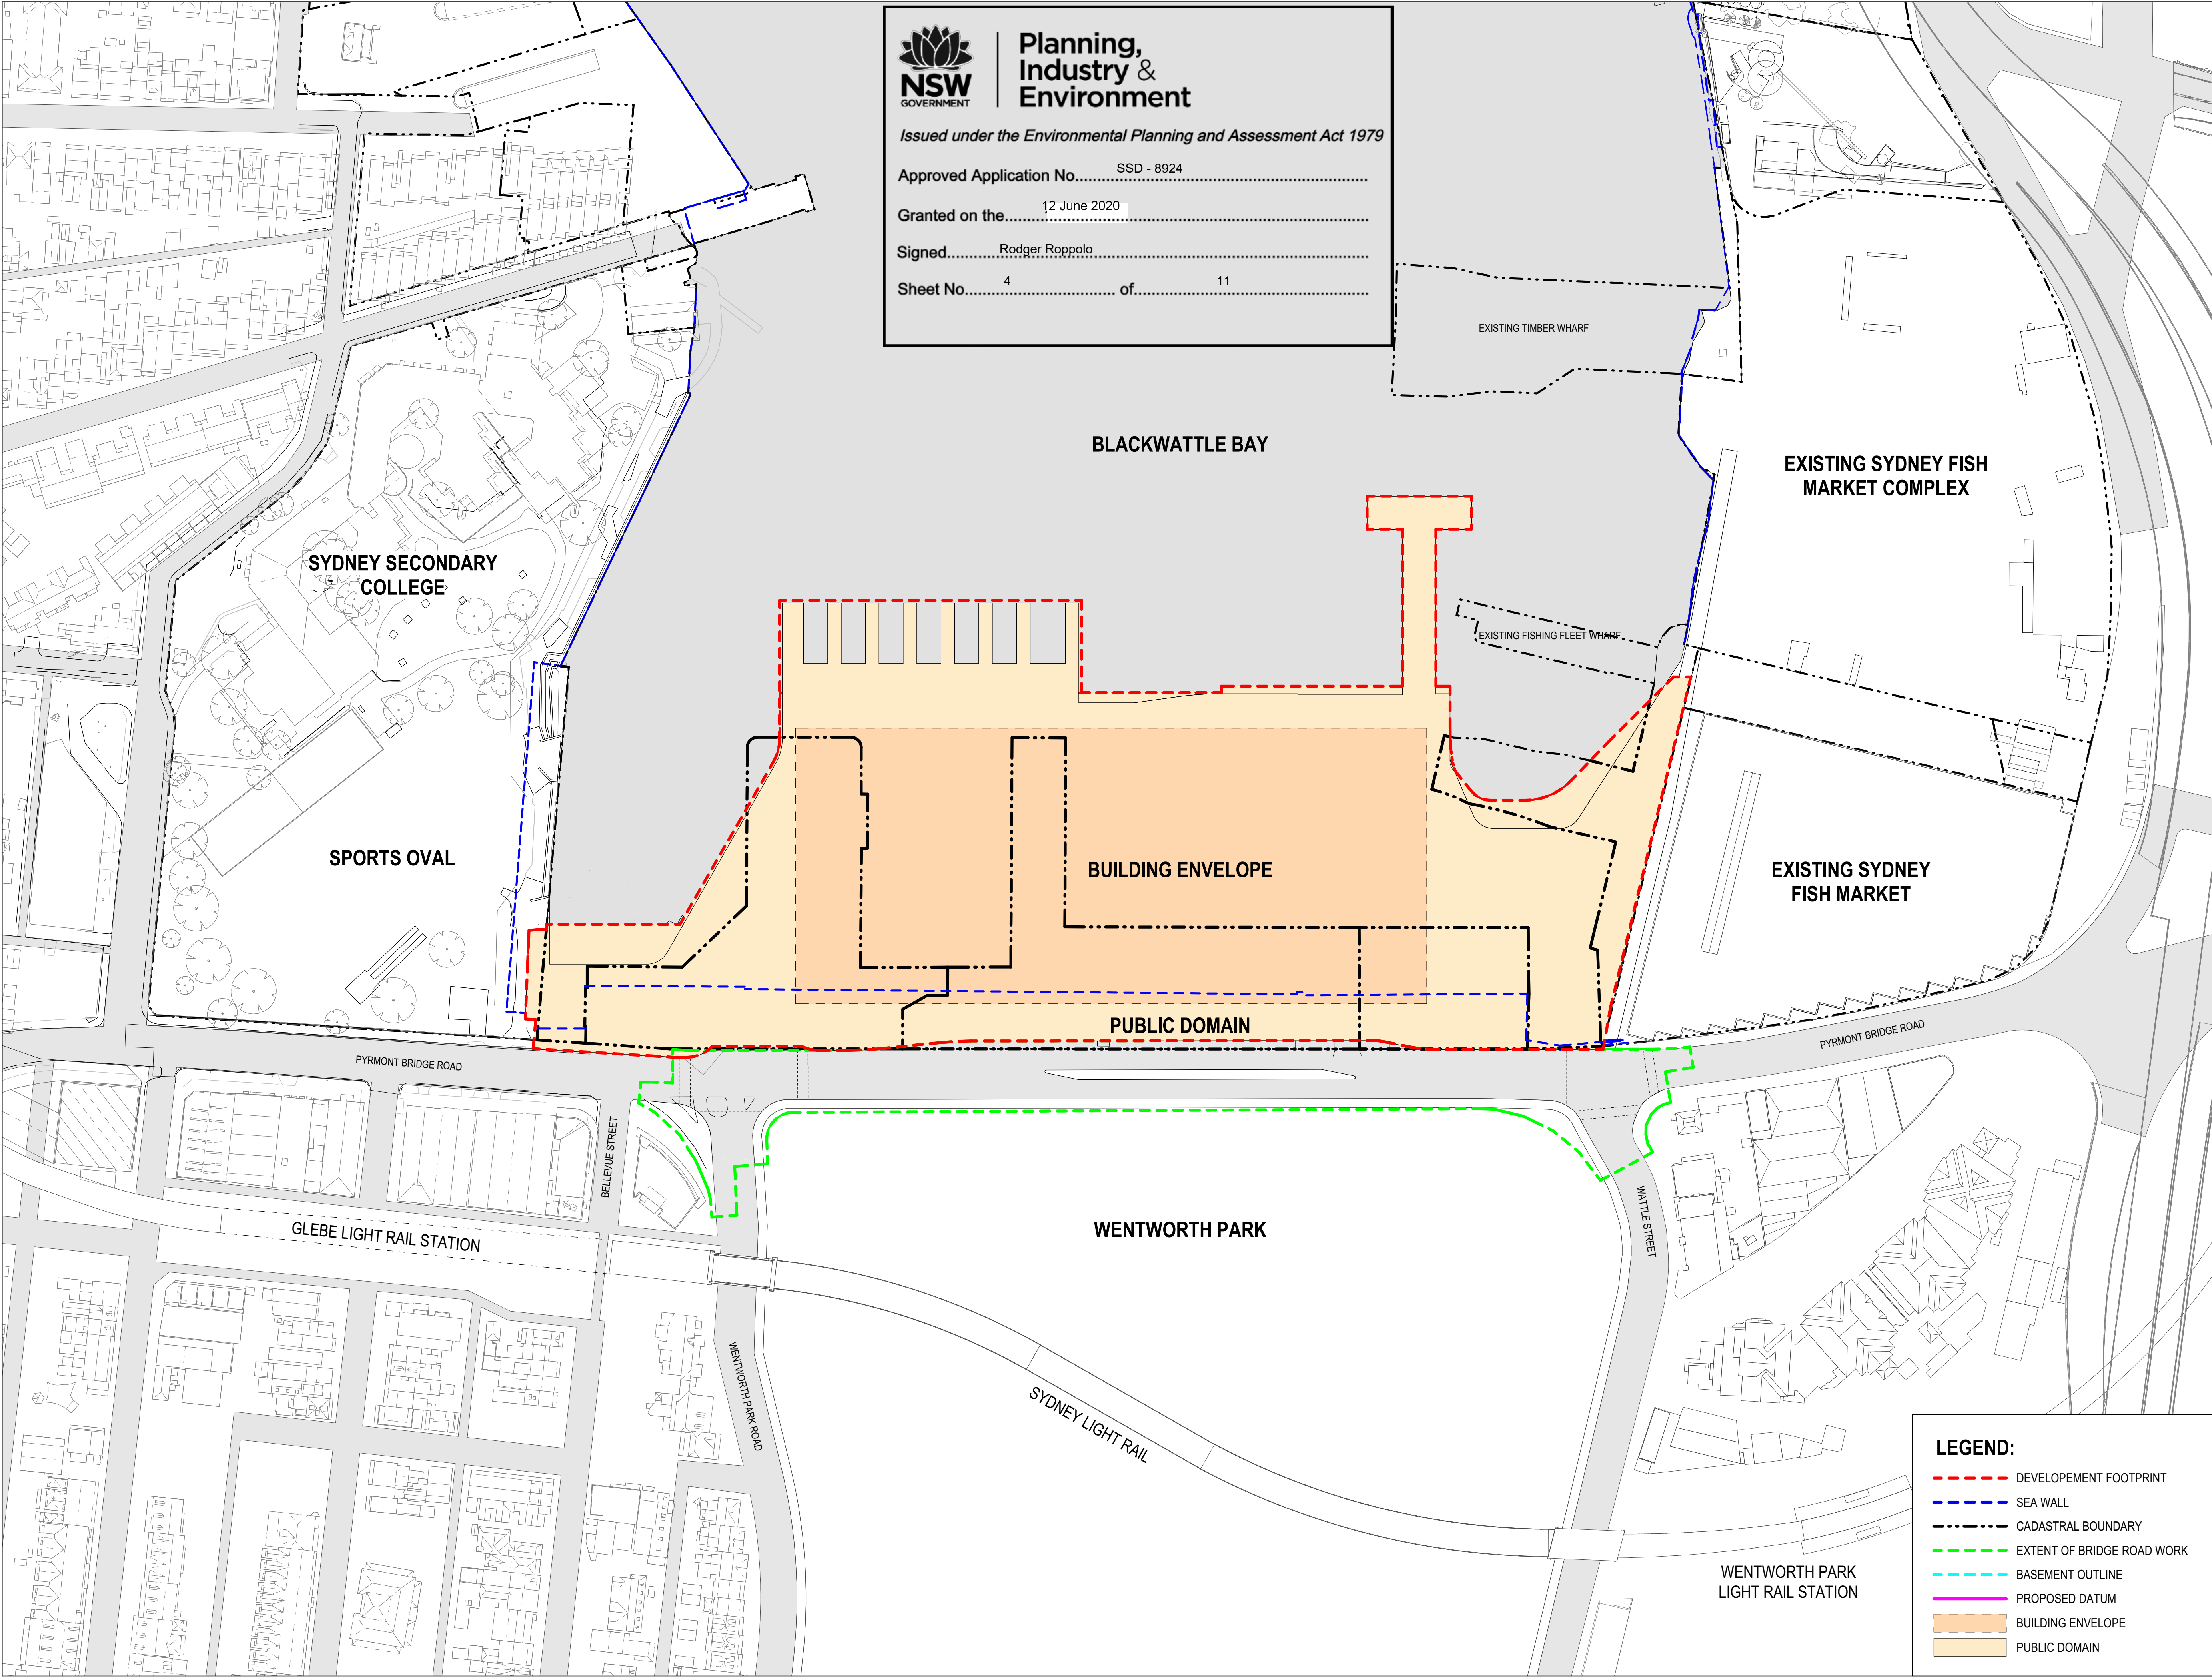 NSW
GOVERNMENT
Planning,
Industry &
Environment
Issued under the Environmental Planning and Assessment Act 1979
Approved Application No. SSD - 8924
Granted on the 12 June 2020
Signed Rodger Roppolo
Sheet No. 4 of 11
EXISTING TIMBER WHARF
BLACKWATTLE BAY
EXISTING SYDNEY FISH
MARKET COMPLEX
SYDNEY SECONDARY
COLLEGE
EXISTING FISHING FLEET WHARF
SPORTS OVAL
BUILDING ENVELOPE
EXISTING SYDNEY
FISH MARKET
PUBLIC DOMAIN
PYRMONT BRIDGE ROAD
PYRMONT BRIDGE ROAD
BELLEVUE STREET
WATTLE STREET
GLEBE LIGHT RAIL STATION
WENTWORTH PARK
WENTWORTH PARK ROAD
SYDNEY LIGHT RAIL
WENTWORTH PARK
LIGHT RAIL STATION
LEGEND:
DEVELOPEMENT FOOTPRINT
SEA WALL
CADASTRAL BOUNDARY
EXTENT OF BRIDGE ROAD WORK
BASEMENT OUTLINE
PROPOSED DATUM
BUILDING ENVELOPE
PUBLIC DOMAIN